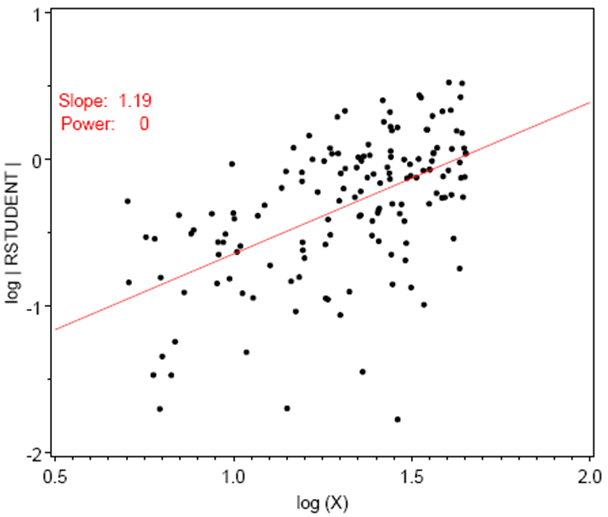 1
Slope: 1.19
Power: 0
0
-1
-2
log | RSTUDENT |
0.5 1.0 1.5 2.0
log (X)